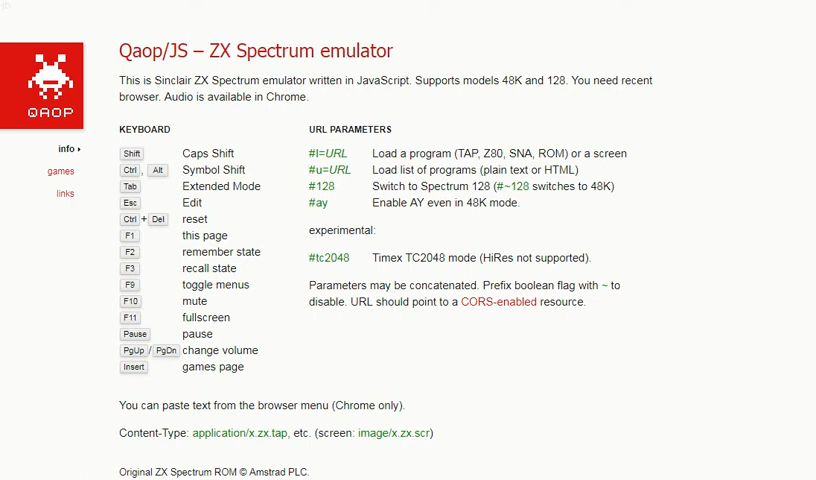 Qaop/JS – ZX Spectrum emulator
This is Sinclair ZX Spectrum emulator written in JavaScript. Supports models 48K and 128. You need recent
browser. Audio is available in Chrome.
QAOP
info
games
links
KEYBOARD
Shift Caps Shift
Ctrl, Alt Symbol Shift
Tab Extended Mode
Esc Edit
Ctrl + Del reset
F1 this page
F2 remember state
F3 recall state
F9 toggle menus
F10 mute
F11 fullscreen
Pause pause
PgUp / PgDn change volume
Insert games page
URL PARAMETERS
#l=URL Load a program (TAP, Z80, SNA, ROM) or a screen
#u=URL Load list of programs (plain text or HTML)
#128 Switch to Spectrum 128 (#~128 switches to 48K)
#ay Enable AY even in 48K mode.
experimental:
#tc2048 Timex TC2048 mode (HiRes not supported).
Parameters may be concatenated. Prefix boolean flag with ~ to
disable. URL should point to a CORS-enabled resource.
You can paste text from the browser menu (Chrome only).
Content-Type: application/x.zx.tap, etc. (screen: image/x.zx.scr)
Original ZX Spectrum ROM © Amstrad PLC.